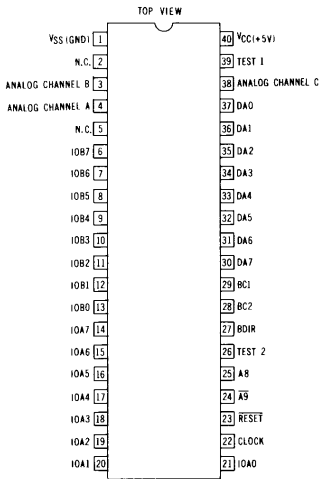 TOP VIEW
VSS (GND) 1
N.C. 2
ANALOG CHANNEL B 3
ANALOG CHANNEL A 4
N.C. 5
IOB7 6
IOB6 7
IOB5 8
IOB4 9
IOB3 10
IOB2 11
IOB1 12
IOB0 13
IOA7 14
IOA6 15
IOA5 16
IOA4 17
IOA3 18
IOA2 19
IOA1 20
40 VCC(+5V)
39 TEST 1
38 ANALOG CHANNEL C
37 DA0
36 DA1
35 DA2
34 DA3
33 DA4
32 DA5
31 DA6
30 DA7
29 BC1
28 BC2
27 BDIR
26 TEST 2
25 A8
24 A9
23 RESET
22 CLOCK
21 IOA0